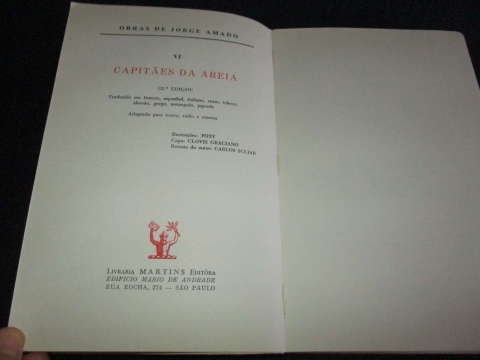 OBRAS DE JORGE AMADO
VI
CAPITÃES DA AREIA
EDIÇÃO)
Traduzido em francês, espanhol, italiano, russo, tcheco,
alemão, grego, norueguês, japonês
Adaptado para teatro, rádio e cinema
Ilustrações: POTY
Capa: CLOVIS GRACIANO
Retrato do autor: CARLOS SCLIAR
LIVRARIA MARTINS EDITÔRA
EDIFÍCIO MÁRIO DE ANDRADE
RUA ROCHA, 274 — SÃO PAULO